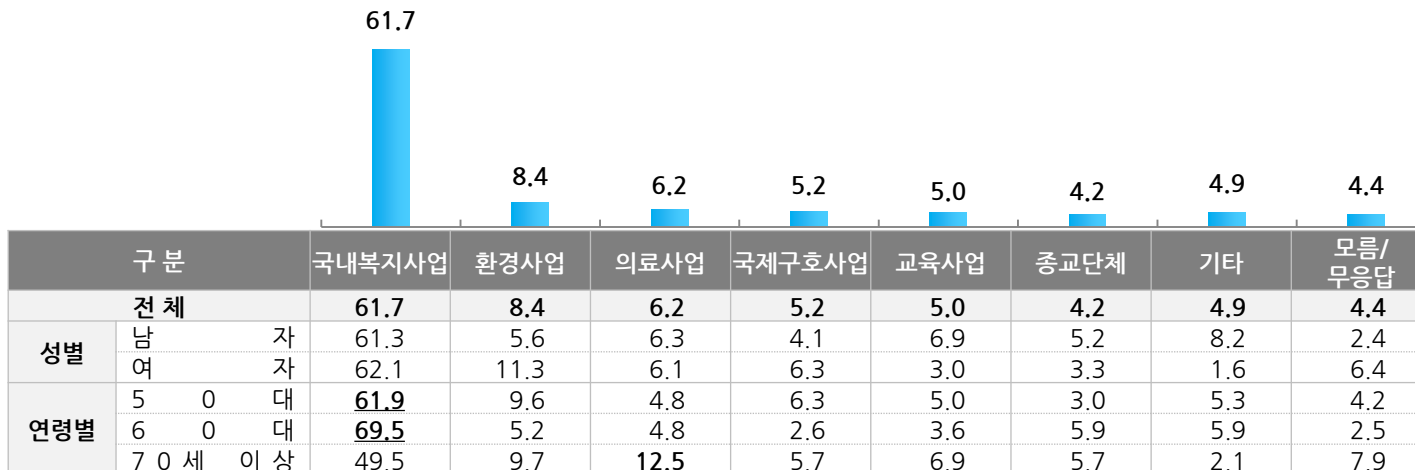 61.7
8.4 6.2 5.2 5.0 4.2 4.9 4.4
구 분 국내복지사업 환경사업 의료사업 국제구호사업 교육사업 종교단체 기타 모름/
무응답
전 체 61.7 8.4 6.2 5.2 5.0 4.2 4.9 4.4
성별 남 자 61.3 5.6 6.3 4.1 6.9 5.2 8.2 2.4
여 자 62.1 11.3 6.1 6.3 3.0 3.3 1.6 6.4
연령별 5 0 대 61.9 9.6 4.8 6.3 5.0 3.0 5.3 4.2
6 0 대 69.5 5.2 4.8 2.6 3.6 5.9 5.9 2.5
7 0 세 이 상 49.5 9.7 12.5 5.7 6.9 5.7 2.1 7.9